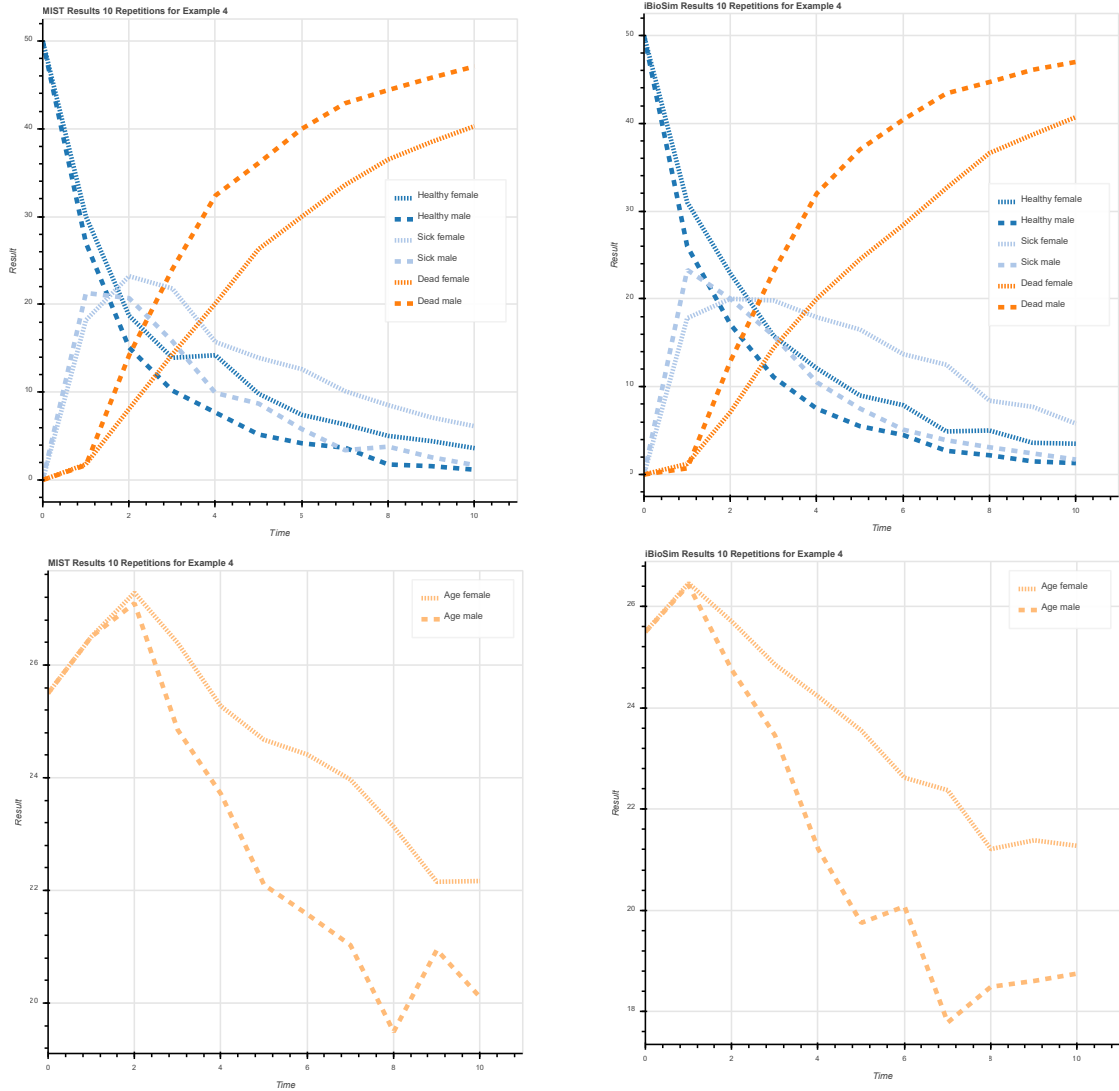 MIST Results 10 Repetitions for Example 4
50
40
30
20
10
0
Result
Healthy female
Healthy male
Sick female
Sick male
Dead female
Dead male
0 2 4 6 8 10
Time
iBioSim Results 10 Repetitions for Example 4
50
40
30
20
10
0
Result
Healthy female
Healthy male
Sick female
Sick male
Dead female
Dead male
0 2 4 6 8 10
Time
MIST Results 10 Repetitions for Example 4
26
24
22
20
Result
Age female
Age male
0 2 4 6 8 10
Time
iBioSim Results 10 Repetitions for Example 4
26
24
22
20
18
Result
Age female
Age male
0 2 4 6 8 10
Time